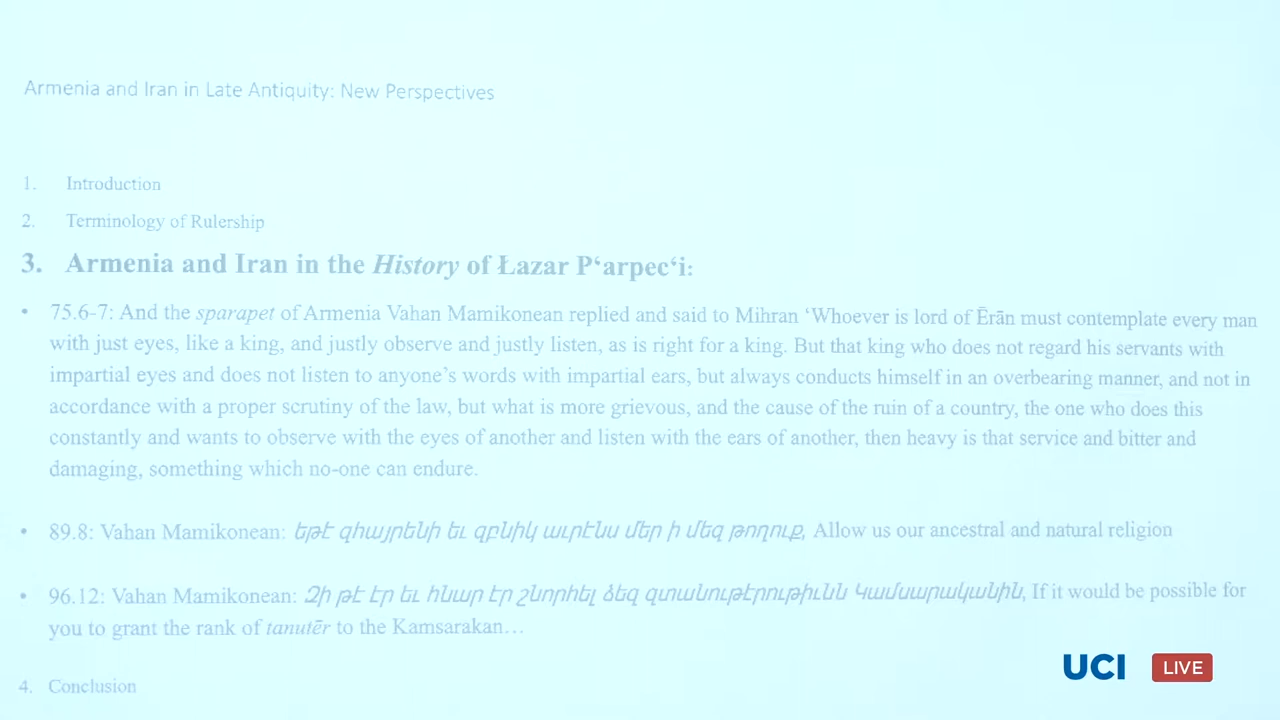 Armenia and Iran in Late Antiquity: New Perspectives
1. Introduction
2. Terminology of Rulership
3. Armenia and Iran in the History of Łazar P‘arpec‘i:
• 75.6-7: And the sparapet of Armenia Vahan Mamikonean replied and said to Mihran ‘Whoever is lord of Ērān must contemplate every man
with just eyes, like a king, and justly observe and justly listen, as is right for a king. But that king who does not regard his servants with
impartial eyes and does not listen to anyone’s words with impartial ears, but always conducts himself in an overbearing manner, and not in
accordance with a proper scrutiny of the law, but what is more grievous, and the cause of the ruin of a country, the one who does this
constantly and wants to observe with the eyes of another and listen with the ears of another, then heavy is that service and bitter and
damaging, something which no-one can endure.
• 89.8: Vahan Mamikonean: եթէ զհայրենի եւ զբնիկ աւրէնս մեր ի մեզ թողուք, Allow us our ancestral and natural religion
• 96.12: Vahan Mamikonean: Զի թէ էր եւ հնար էր շնորհել ձեզ զտանութէրութիւնն Կամսարականին, If it would be possible for
you to grant the rank of tanutēr to the Kamsarakan…
4. Conclusion
UCI LIVE